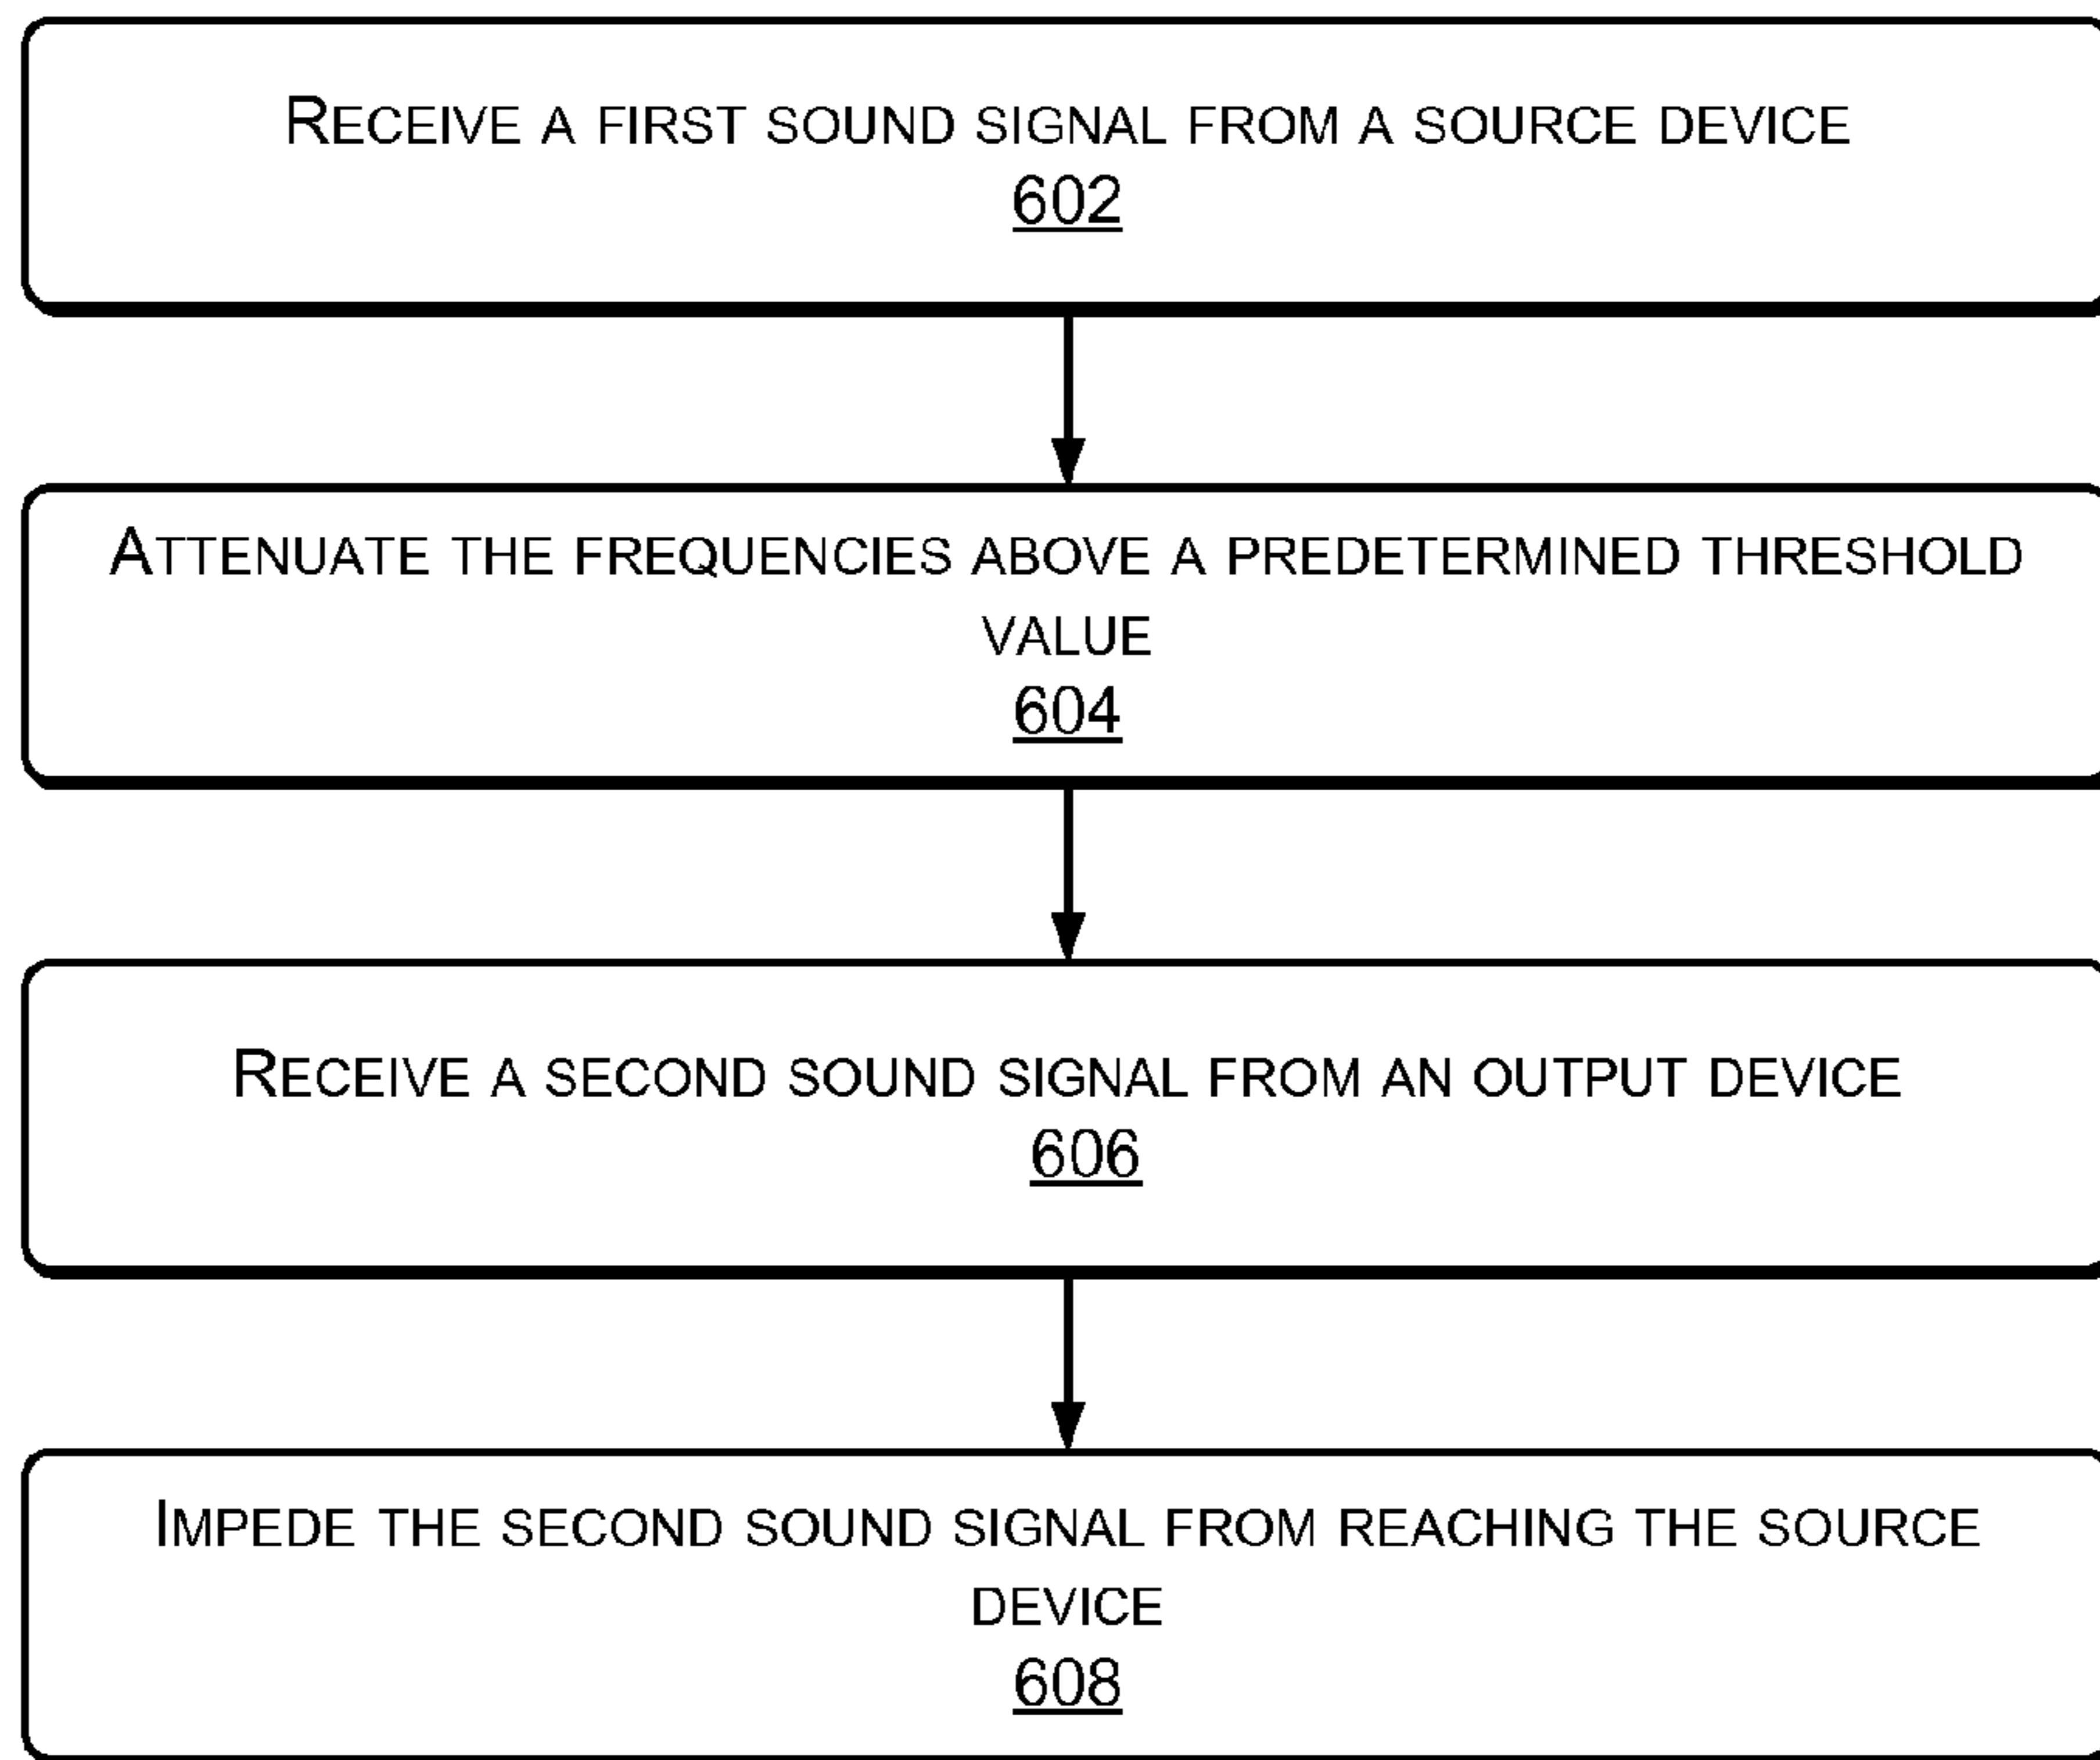 RECEIVE A FIRST SOUND SIGNAL FROM A SOURCE DEVICE
602
ATTENUATE THE FREQUENCIES ABOVE A PREDETERMINED THRESHOLD
VALUE
604
RECEIVE A SECOND SOUND SIGNAL FROM AN OUTPUT DEVICE
606
IMPEDE THE SECOND SOUND SIGNAL FROM REACHING THE SOURCE
DEVICE
608